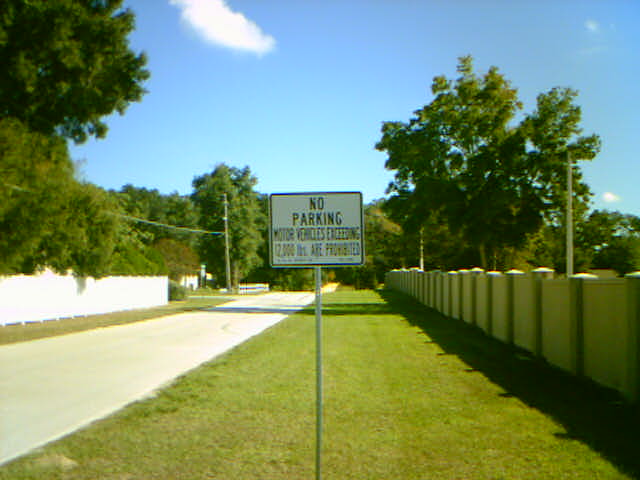 NO
PARKING
MOTOR VEHICLES EXCEEDING
12,000 lbs. ARE PROHIBITED